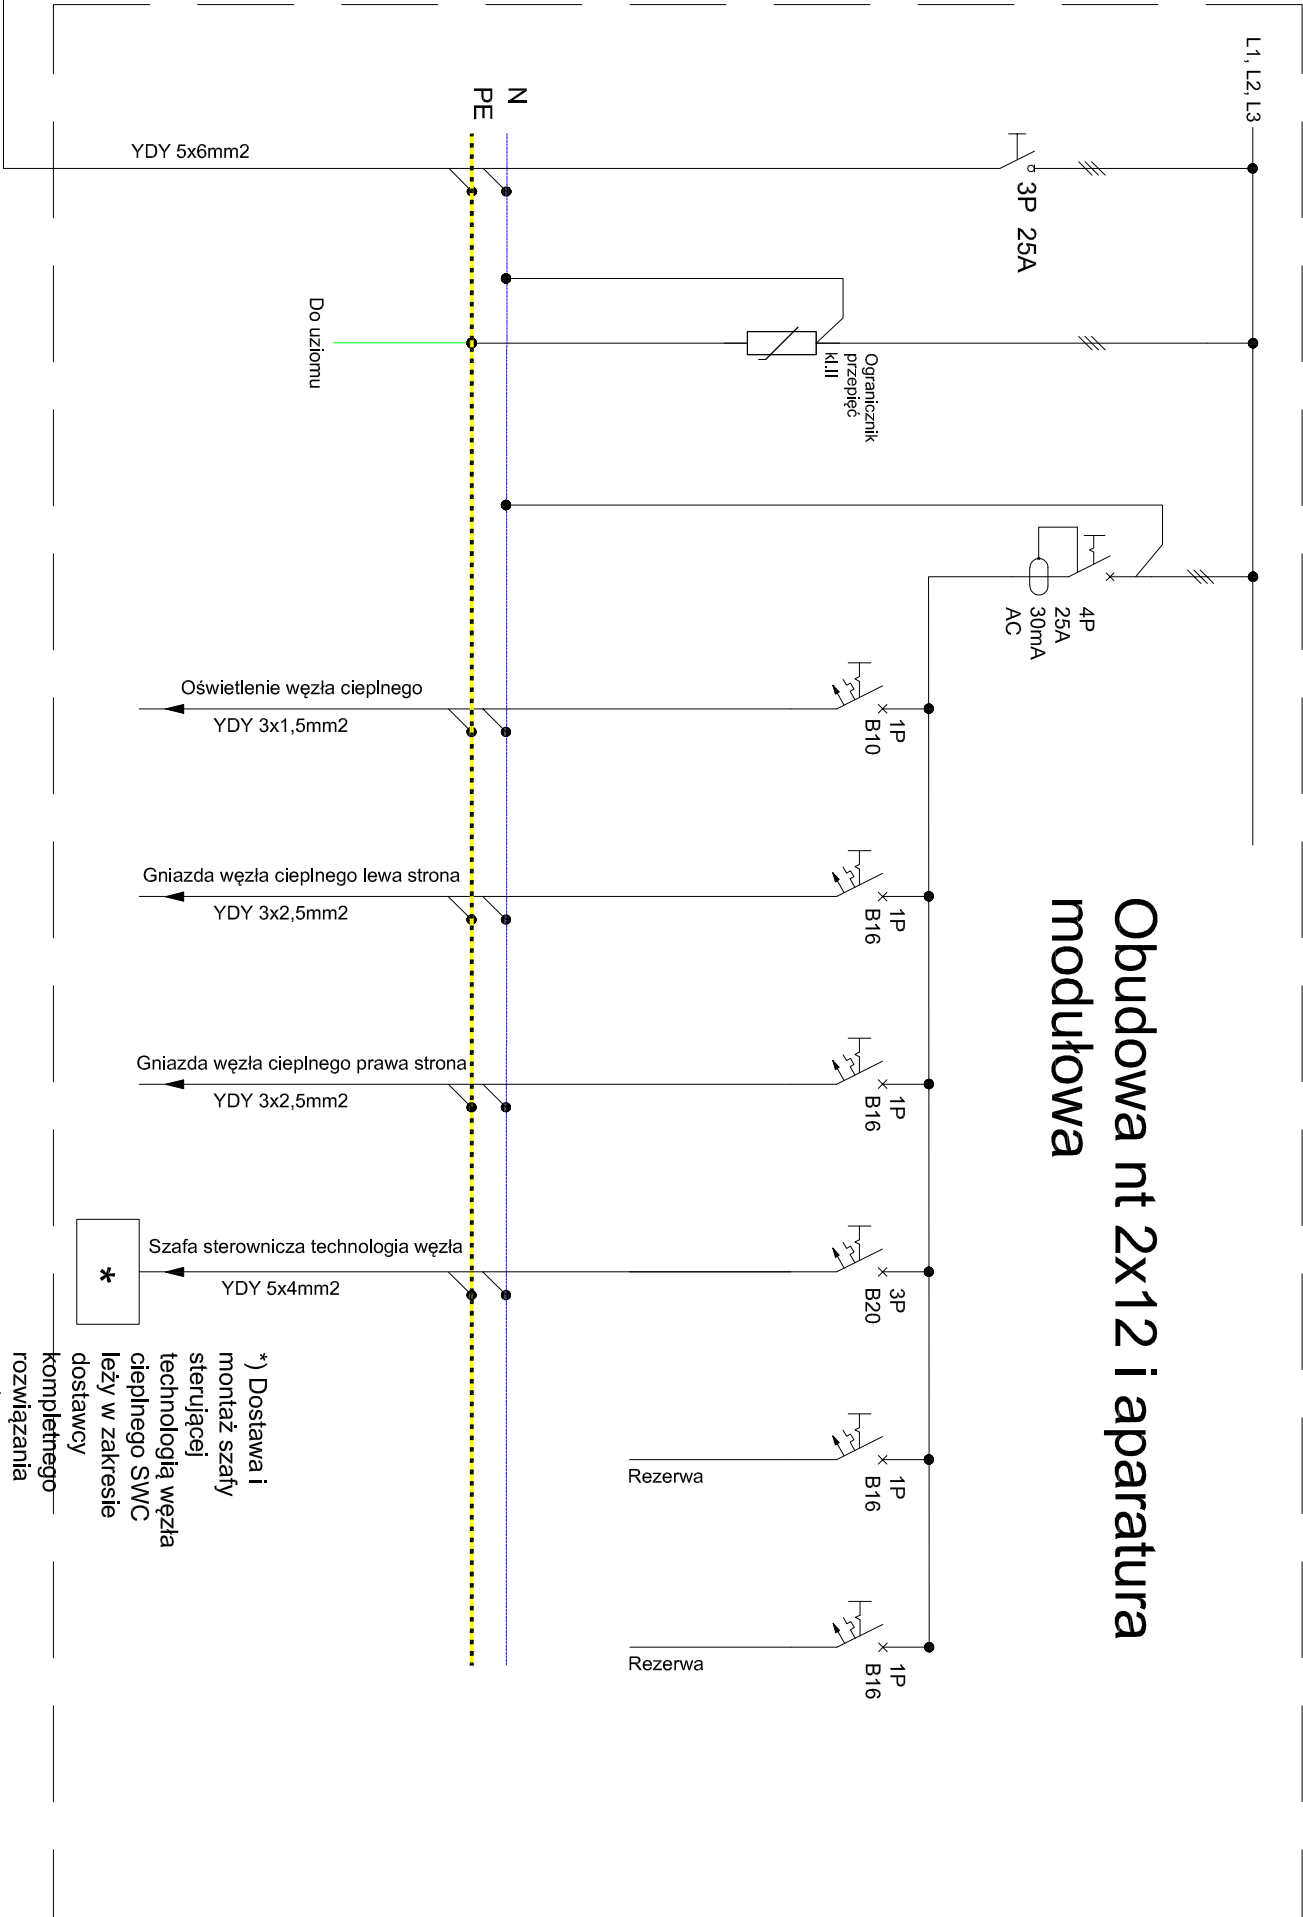 L1, L2, L3
3P 25A
YDY 5x6mm2
N
PE
Ogranicznik
przepięć
kl.II
Do uziomu
4P
25A
30mA
AC
Obudowa nt 2x12 i aparatura
modułowa
1P
B10
Oświetlenie węzła cieplnego
YDY 3x1,5mm2
1P
B16
Gniazda węzła cieplnego lewa strona
YDY 3x2,5mm2
1P
B16
Gniazda węzła cieplnego prawa strona
YDY 3x2,5mm2
3P
B20
Szafa sterownicza technologia węzła
YDY 5x4mm2
*
1P
B16
Rezerwa
1P
B16
Rezerwa
*) Dostawa i
montaż szafy
sterującej
technologią węzła
cieplnego SWC
leży w zakresie
dostawcy
kompletnego
rozwiązania